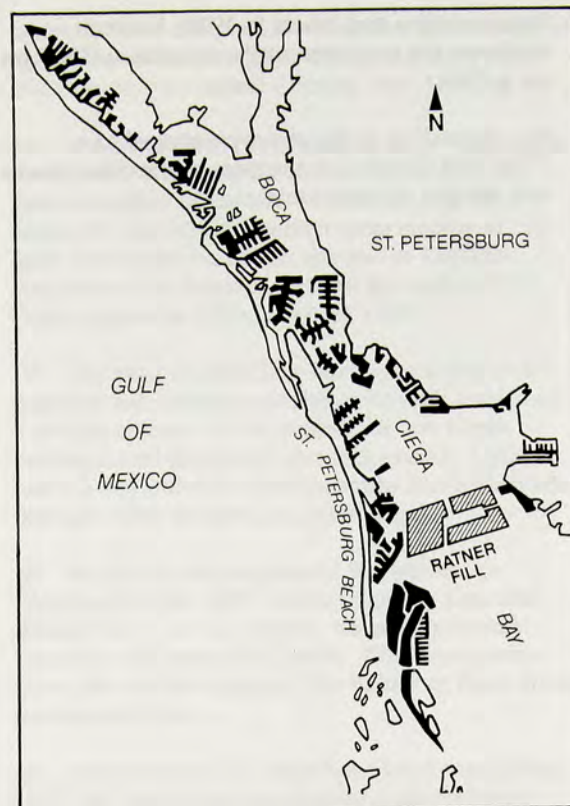 N
BOCA
ST. PETERSBURG
GULF
OF
MEXICO
CIEGA
ST. PETERSBURG BEACH
RATNER
FILL
BAY